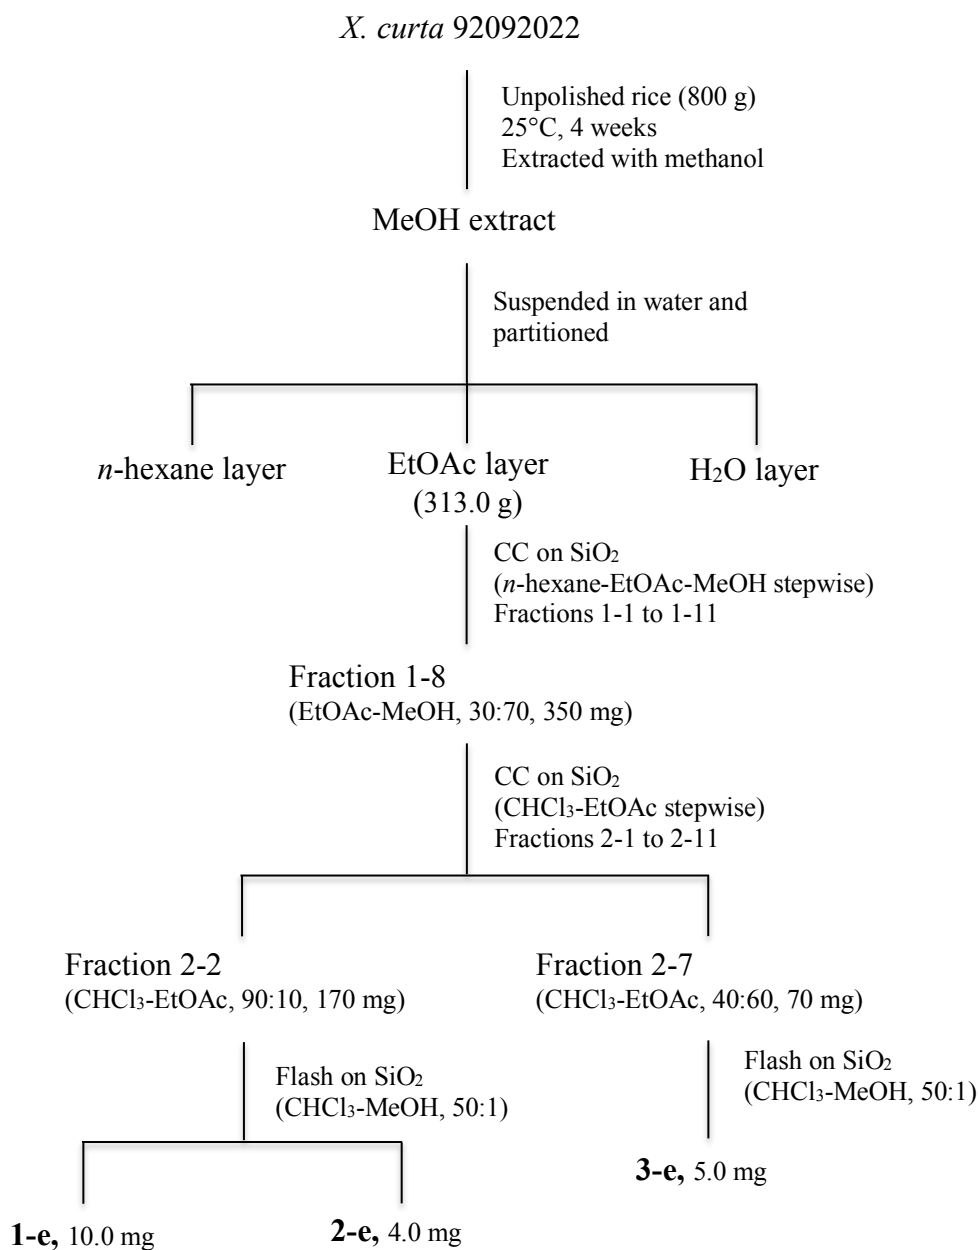 X. curta 92092022
Unpolished rice (800 g)
25°C, 4 weeks
Extracted with methanol
MeOH extract
Suspended in water and
partitioned
n-hexane layer
EtOAc layer
(313.0 g)
H₂O layer
CC on SiO₂
(n-hexane-EtOAc-MeOH stepwise)
Fractions 1-1 to 1-11
Fraction 1-8
(EtOAc-MeOH, 30:70, 350 mg)
CC on SiO₂
(CHCl₃-EtOAc stepwise)
Fractions 2-1 to 2-11
Fraction 2-2
(CHCl₃-EtOAc, 90:10, 170 mg)
Fraction 2-7
(CHCl₃-EtOAc, 40:60, 70 mg)
Flash on SiO₂
(CHCl₃-MeOH, 50:1)
Flash on SiO₂
(CHCl₃-MeOH, 50:1)
1-e, 10.0 mg
2-e, 4.0 mg
3-e, 5.0 mg